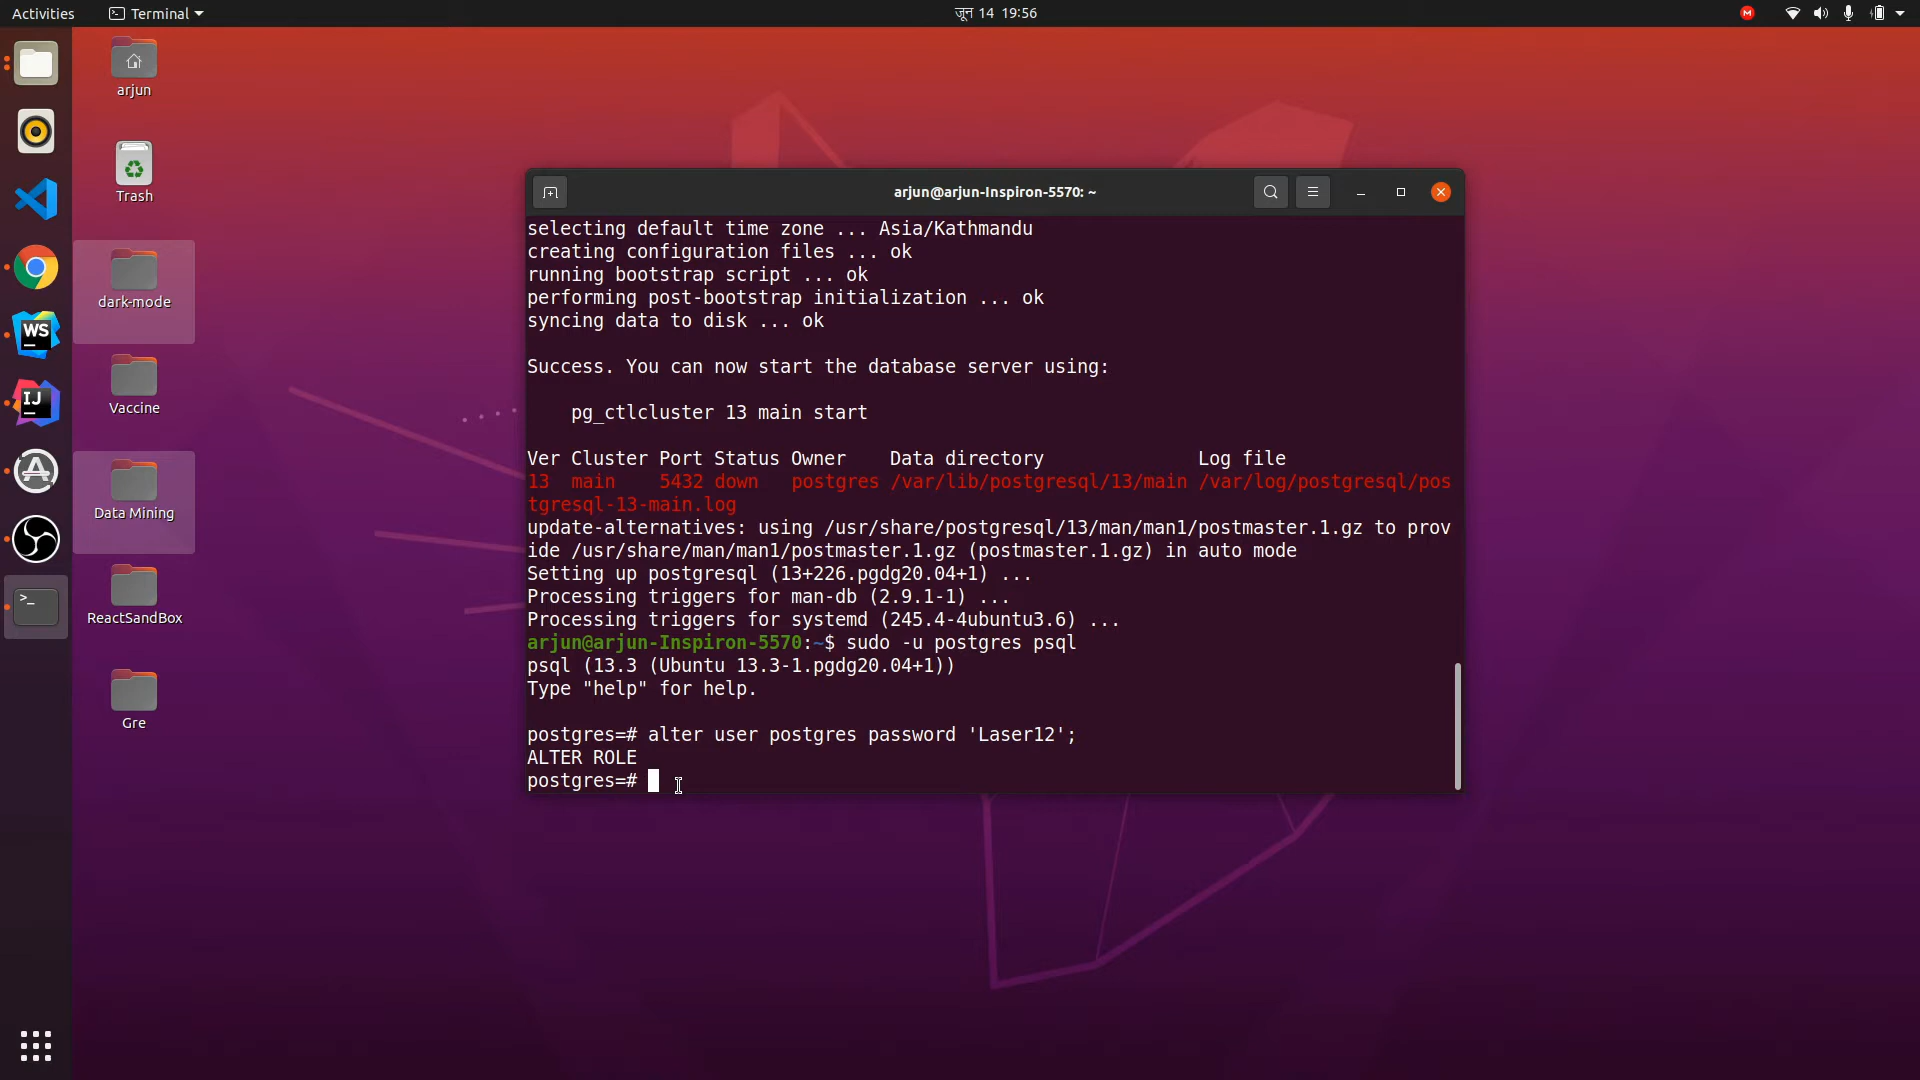 Activities
Terminal
जून 14 19:56
arjun
Trash
dark-mode
Vaccine
Data Mining
ReactSandBox
Gre
WS
IJ
arjun@arjun-Inspiron-5570: ~
selecting default time zone ... Asia/Kathmandu
creating configuration files ... ok
running bootstrap script ... ok
performing post-bootstrap initialization ... ok
syncing data to disk ... ok
Success. You can now start the database server using:
pg_ctlcluster 13 main start
Ver Cluster Port Status Owner Data directory Log file
13 main 5432 down postgres /var/lib/postgresql/13/main /var/log/postgresql/pos
tgresql-13-main.log
update-alternatives: using /usr/share/postgresql/13/man/man1/postmaster.1.gz to prov
ide /usr/share/man/man1/postmaster.1.gz (postmaster.1.gz) in auto mode
Setting up postgresql (13+226.pgdg20.04+1) ...
Processing triggers for man-db (2.9.1-1) ...
Processing triggers for systemd (245.4-4ubuntu3.6) ...
arjun@arjun-Inspiron-5570:~$ sudo -u postgres psql
psql (13.3 (Ubuntu 13.3-1.pgdg20.04+1))
Type "help" for help.
postgres=# alter user postgres password 'Laser12';
ALTER ROLE
postgres=#